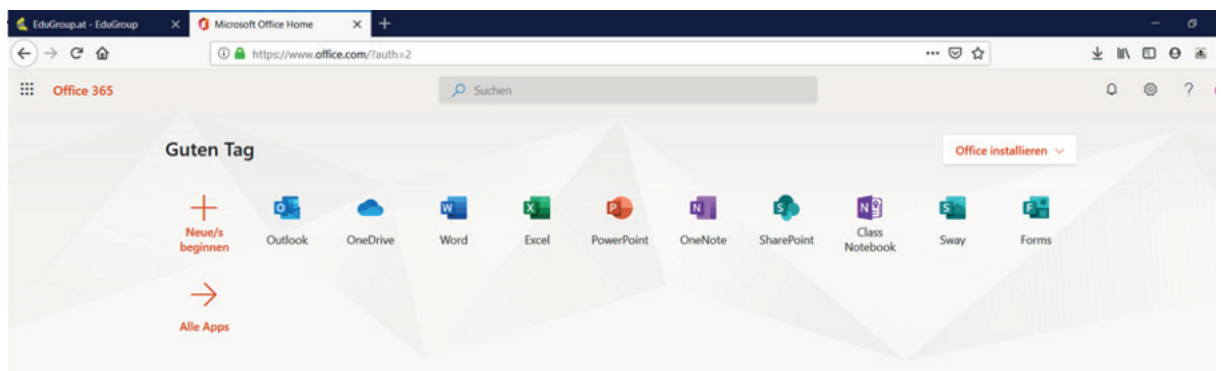 EduGroup.at - EduGroup
Microsoft Office Home
https://www.office.com/?auth=2
Office 365
Suchen
Guten Tag
Office installieren
Neue/s
beginnen
Outlook
OneDrive
Word
Excel
PowerPoint
OneNote
SharePoint
Class
Notebook
Sway
Forms
Alle Apps